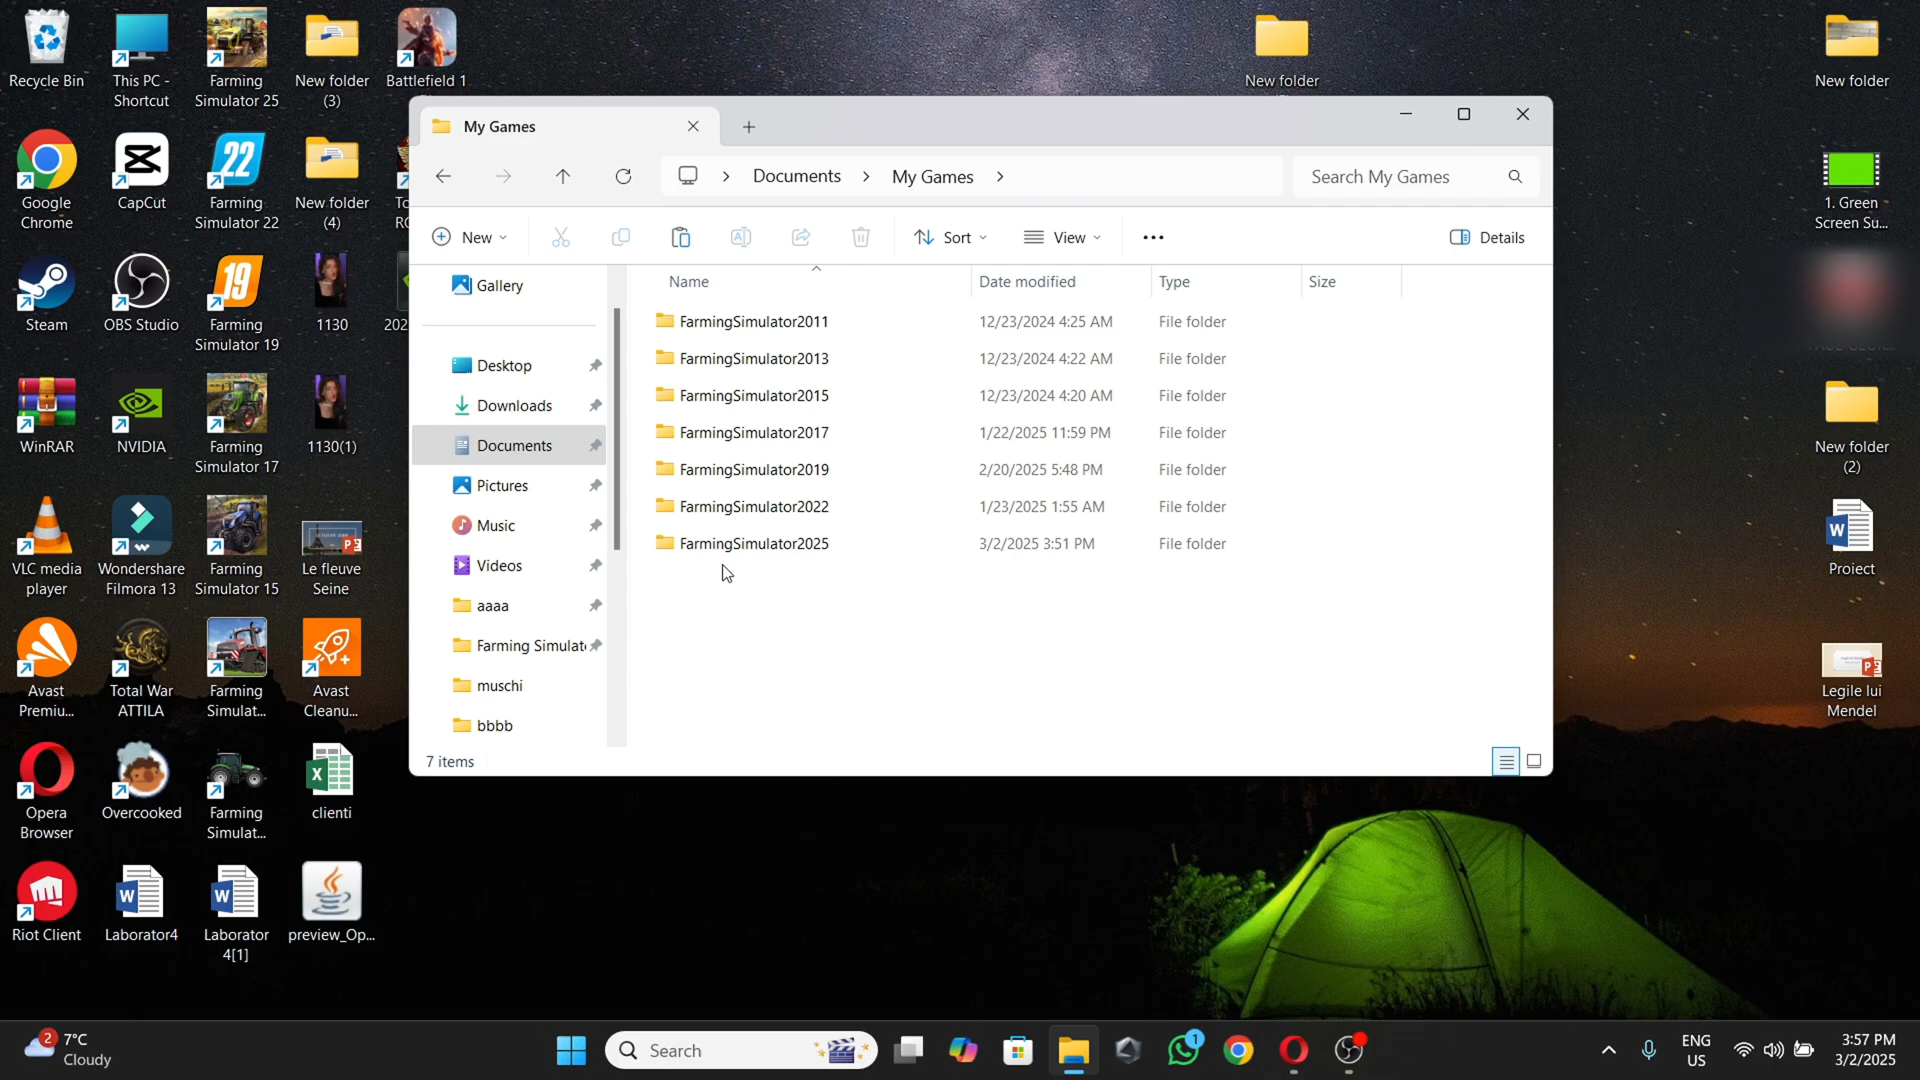 Recycle Bin
This PC -
Shortcut
Farming
Simulator 25
New folder
(3)
Battlefield 1
New folder
New folder
Google
Chrome
CapCut
Farming
Simulator 22
New folder
(4)
1. Green
Screen Su...
Steam
OBS Studio
Farming
Simulator 19
1130
WinRAR
NVIDIA
Farming
Simulator 17
1130(1)
New folder
(2)
VLC media
player
Wondershare
Filmora 13
Farming
Simulator 15
Le fleuve
Seine
Proiect
Avast
Premiu...
Total War
ATTILA
Farming
Simulat...
Avast
Cleanu...
Legile lui
Mendel
Opera
Browser
Overcooked
Farming
Simulat...
clienti
Riot Client
Laborator4
Laborator
4[1]
preview_Op...
My Games
Documents > My Games >
Search My Games
New
Sort
View
Details
Gallery
Desktop
Downloads
Documents
Pictures
Music
Videos
aaaa
Farming Simulat
muschi
bbbb
Name Date modified Type Size
FarmingSimulator2011 12/23/2024 4:25 AM File folder
FarmingSimulator2013 12/23/2024 4:22 AM File folder
FarmingSimulator2015 12/23/2024 4:20 AM File folder
FarmingSimulator2017 1/22/2025 11:59 PM File folder
FarmingSimulator2019 2/20/2025 5:48 PM File folder
FarmingSimulator2022 1/23/2025 1:55 AM File folder
FarmingSimulator2025 3/2/2025 3:51 PM File folder
7 items
2
7°C
Cloudy
Search
1
ENG
US
3:57 PM
3/2/2025